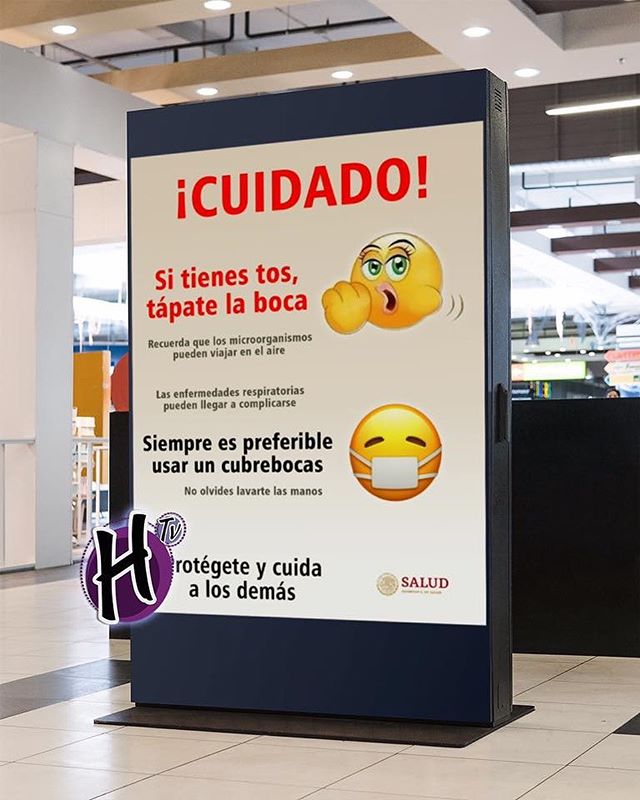 ¡CUIDADO!
Si tienes tos,
tápate la boca
Recuerda que los microorganismos
pueden viajar en el aire
Las enfermedades respiratorias
pueden llegar a complicarse
Siempre es preferible
usar un cubrebocas
No olvides lavarte las manos
H Tv
rotégete y cuida
a los demás
SALUD